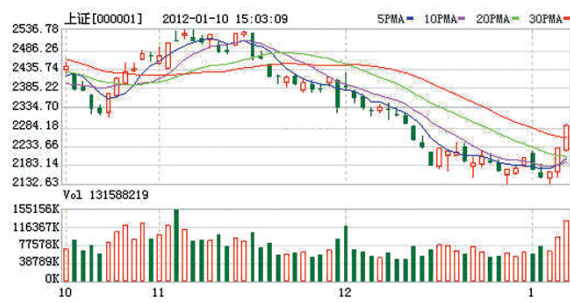 上证[000001] 2012-01-10 15:03:09 5PMA 10PMA 20PMA 30PMA
2536.78
2486.26
2435.74
2385.22
2334.70
2284.18
2233.66
2183.14
2132.63
Vol 131588219
155156K
116367K
77578K
38789K
0K
10 11 12 1